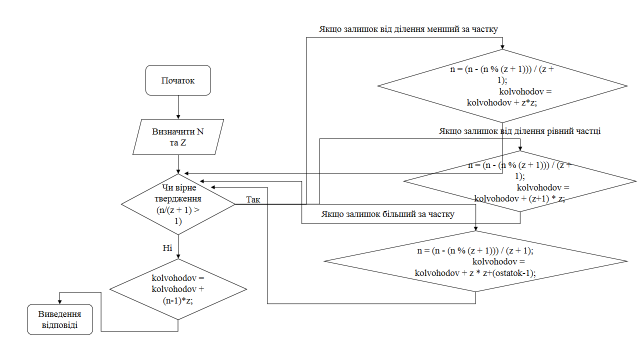 Якщо залишок від ділення менший за частку
Початок
n = (n - (n % (z + 1))) / (z +
1);
kolvohodov =
kolvohodov + z*z;
Визначити N
та Z
Якщо залишок від ділення рівний частці
n = (n - (n % (z + 1))) / (z +
1);
kolvohodov =
kolvohodov + (z+1) * z;
Чи вірне
твердження
(n/(z + 1) >
1)
Так
Якщо залишок більший за частку
n = (n - (n % (z + 1))) / (z + 1);
kolvohodov =
kolvohodov + z * z+(ostatok-1);
Ні
kolvohodov =
kolvohodov +
(n-1)*z;
Виведення
відповіді